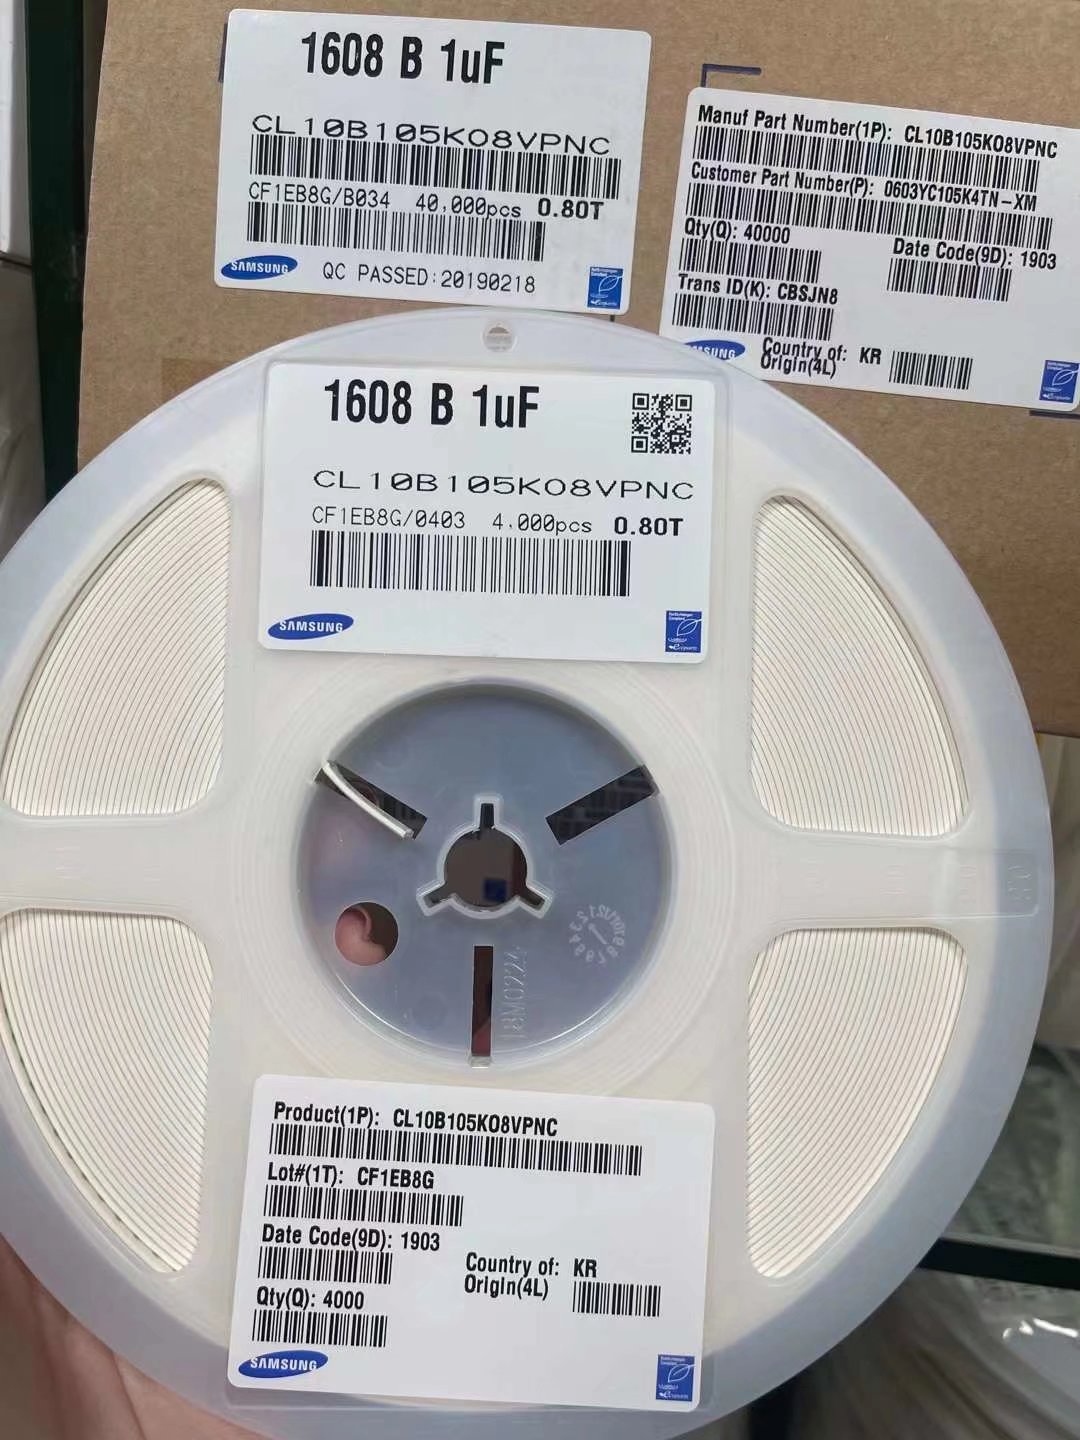 1608 B 1uF
CL10B105KO8VPNC
CF1EB8G/B034 40,000pcs 0.80T
SAMSUNG QC PASSED:20190218
Manuf Part Number(1P): CL10B105KO8VPNC
Customer Part Number(P): 0603YC105K4TN-XM
Qty(Q): 40000
Date Code(9D): 1903
Trans ID(K): CBSJN8
Country of: KR
Origin(4L)
1608 B 1uF
CL10B105KO8VPNC
CF1EB8G/0403 4,000pcs 0.80T
SAMSUNG
18M0224
Product(1P): CL10B105KO8VPNC
Lot#(1T): CF1EB8G
Date Code(9D): 1903
Country of: KR
Origin(4L)
Qty(Q): 4000
SAMSUNG